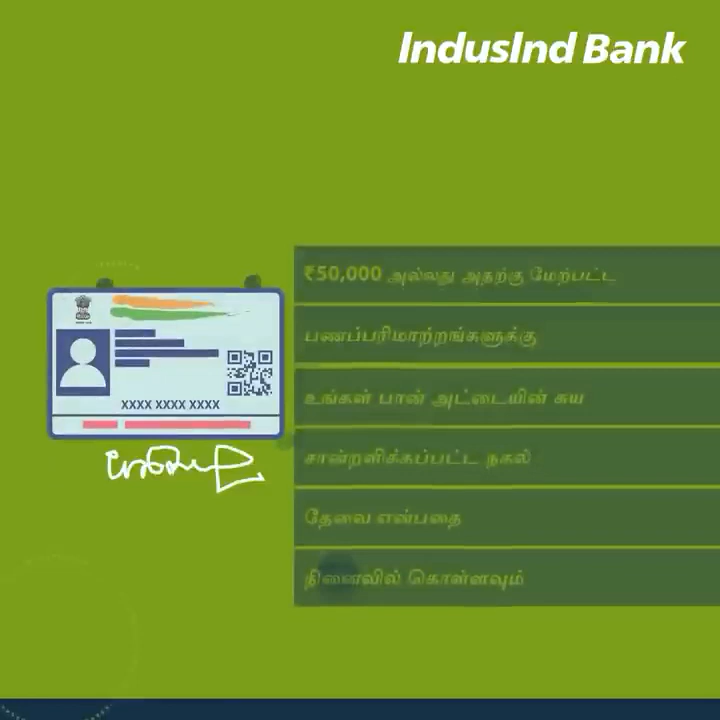 IndusInd Bank
₹50,000 அல்லது அதற்கு மேற்பட்ட
பணப்பரிமாற்றங்களுக்கு
உங்கள் பான் அட்டையின் சுய
சான்றளிக்கப்பட்ட நகல்
தேவை என்பதை
நினைவில் கொள்ளவும்
XXXX XXXX XXXX